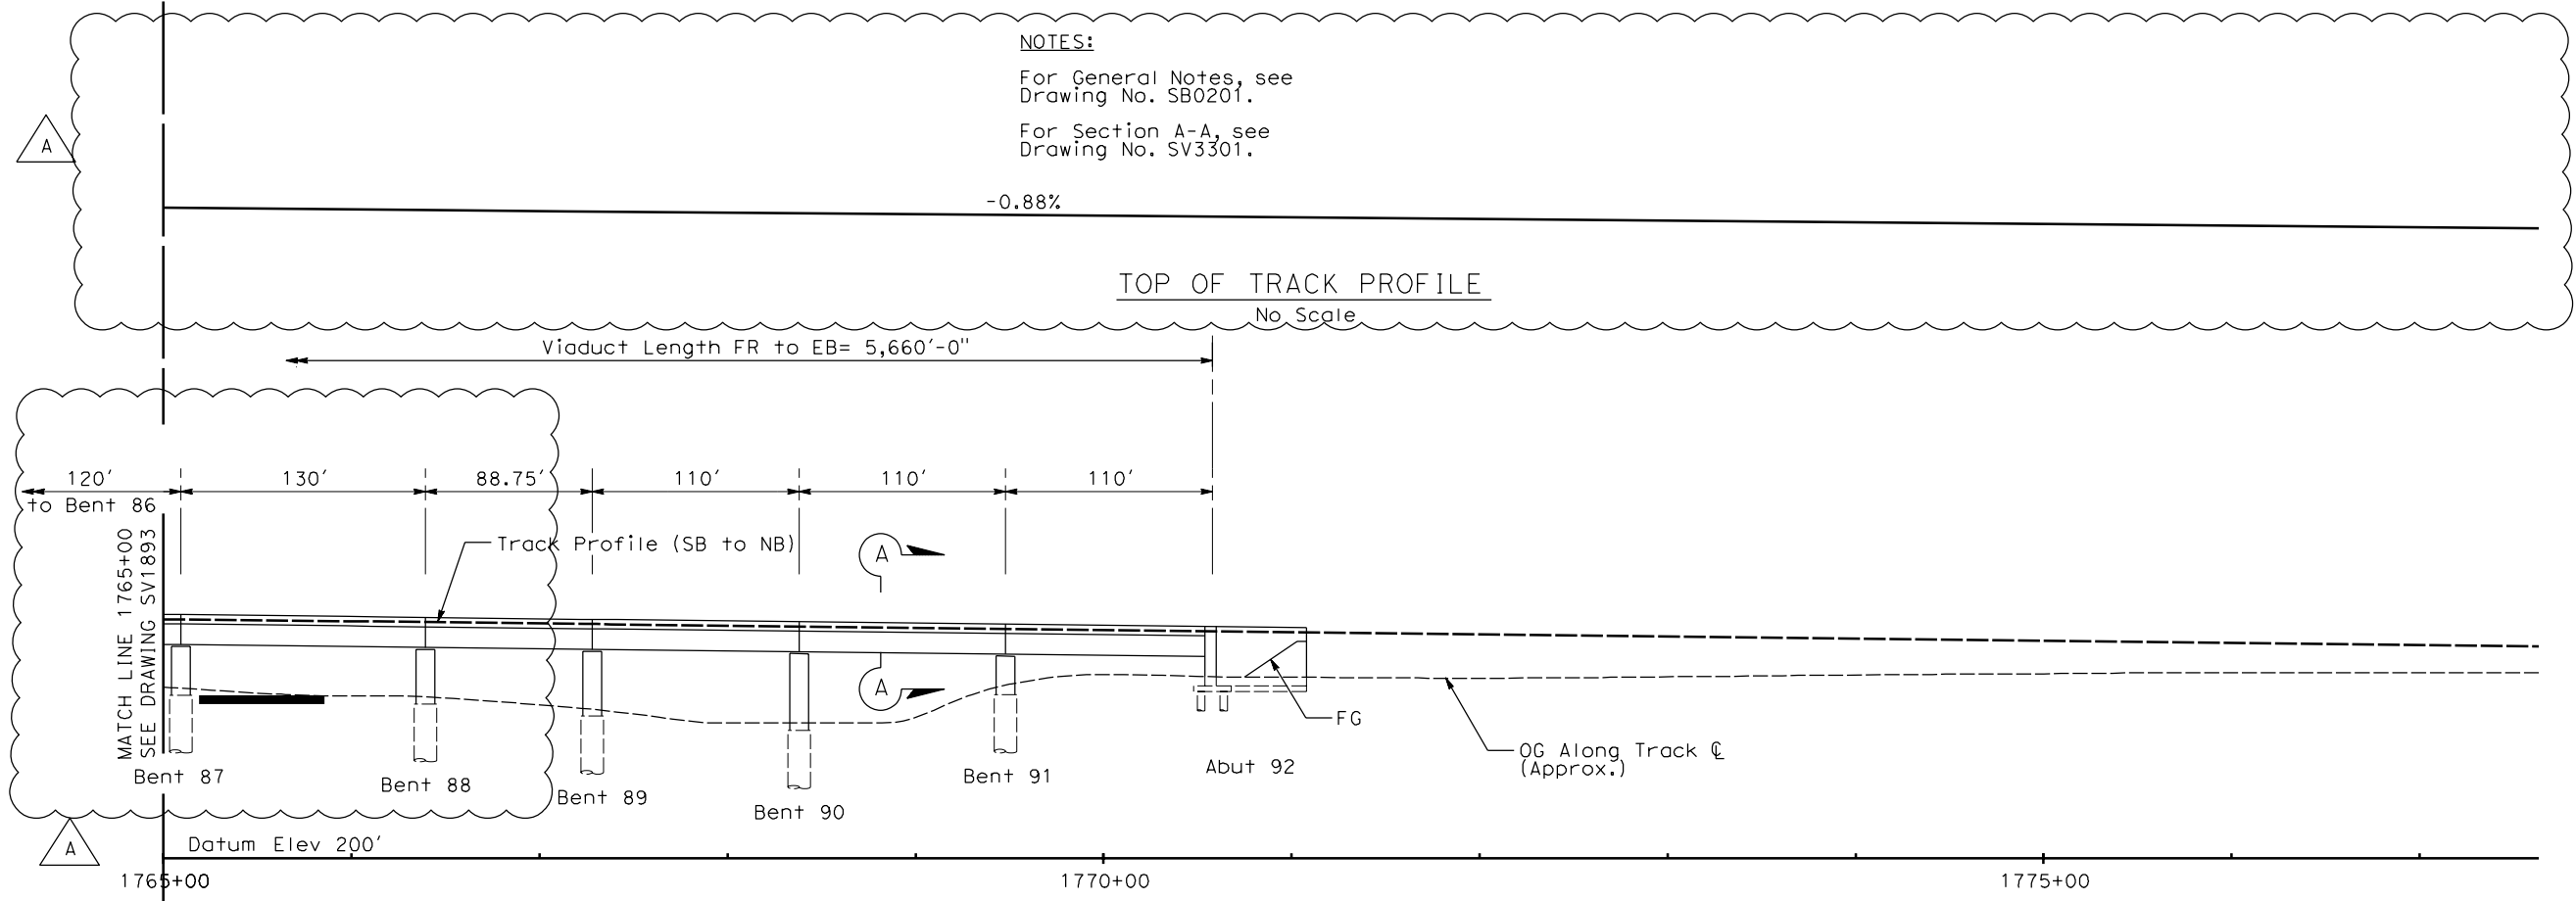 NOTES:
For General Notes, see
Drawing No. SB0201.
For Section A-A, see
Drawing No. SV3301.
A
-0.88%
TOP OF TRACK PROFILE
No Scale
Viaduct Length FR to EB= 5,660'-0"
120'
130'
88.75'
110'
110'
110'
to Bent 86
MATCH LINE 1765+00
SEE DRAWING SV1893
Track Profile (SB to NB)
A
A
FG
OG Along Track ℄
(Approx.)
Bent 87
Bent 88
Bent 89
Bent 90
Bent 91
Abut 92
A
Datum Elev 200'
1765+00
1770+00
1775+00